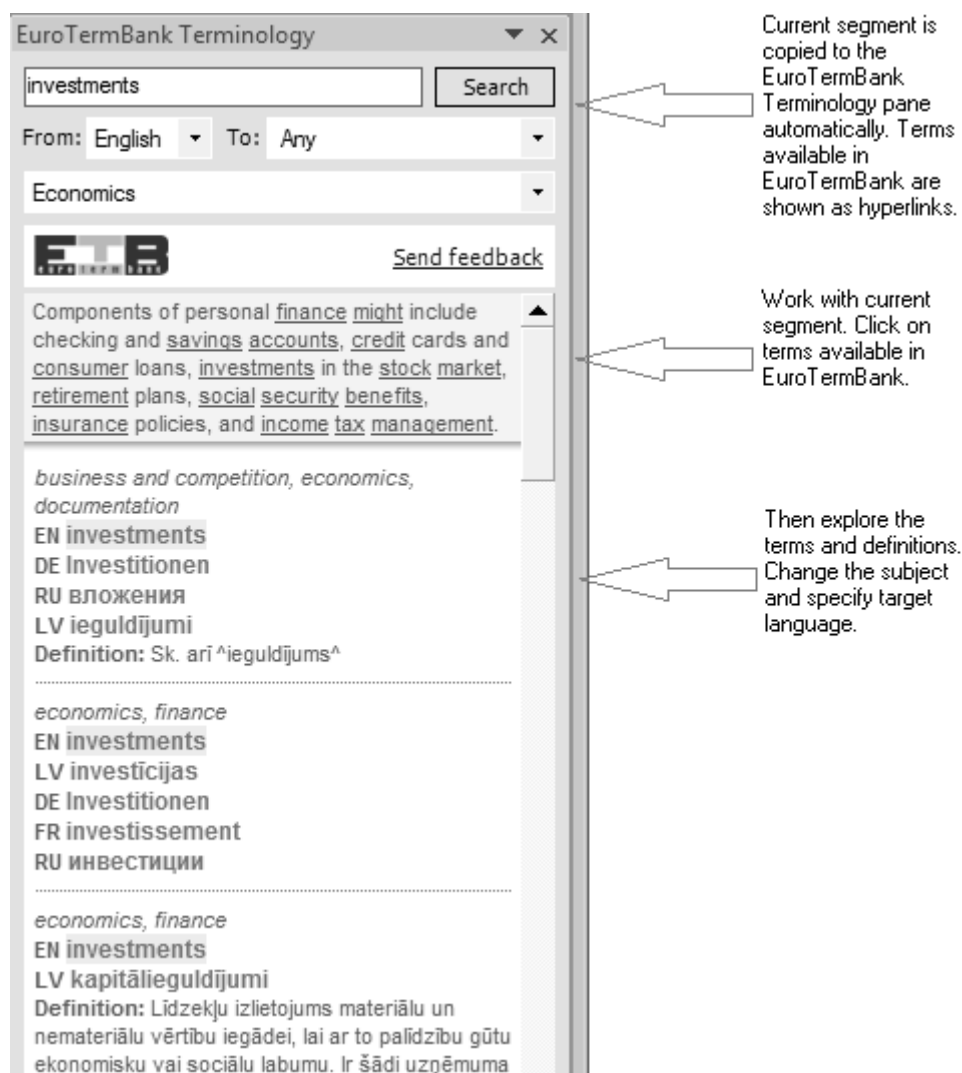 EuroTermBank Terminology
investments
Search
From: English To: Any
Economics
ETB
eurotermbank
Send feedback
Components of personal finance might include
checking and savings accounts, credit cards and
consumer loans, investments in the stock market,
retirement plans, social security benefits,
insurance policies, and income tax management.
business and competition, economics,
documentation
EN investments
DE Investitionen
RU вложения
LV ieguldījumi
Definition: Sk. arī ^ieguldījums^
economics, finance
EN investments
LV investīcijas
DE Investitionen
FR investissement
RU инвестиции
economics, finance
EN investments
LV kapitālieguldījumi
Definition: Līdzekļu izlietojums materiālu un
nemateriālu vērtību iegādei, lai ar to palīdzību gūtu
ekonomisku vai sociālu labumu. Ir šādi uzņēmuma
Current segment is
copied to the
EuroTermBank
Terminology pane
automatically. Terms
available in
EuroTermBank are
shown as hyperlinks.
Work with current
segment. Click on
terms available in
EuroTermBank.
Then explore the
terms and definitions.
Change the subject
and specify target
language.